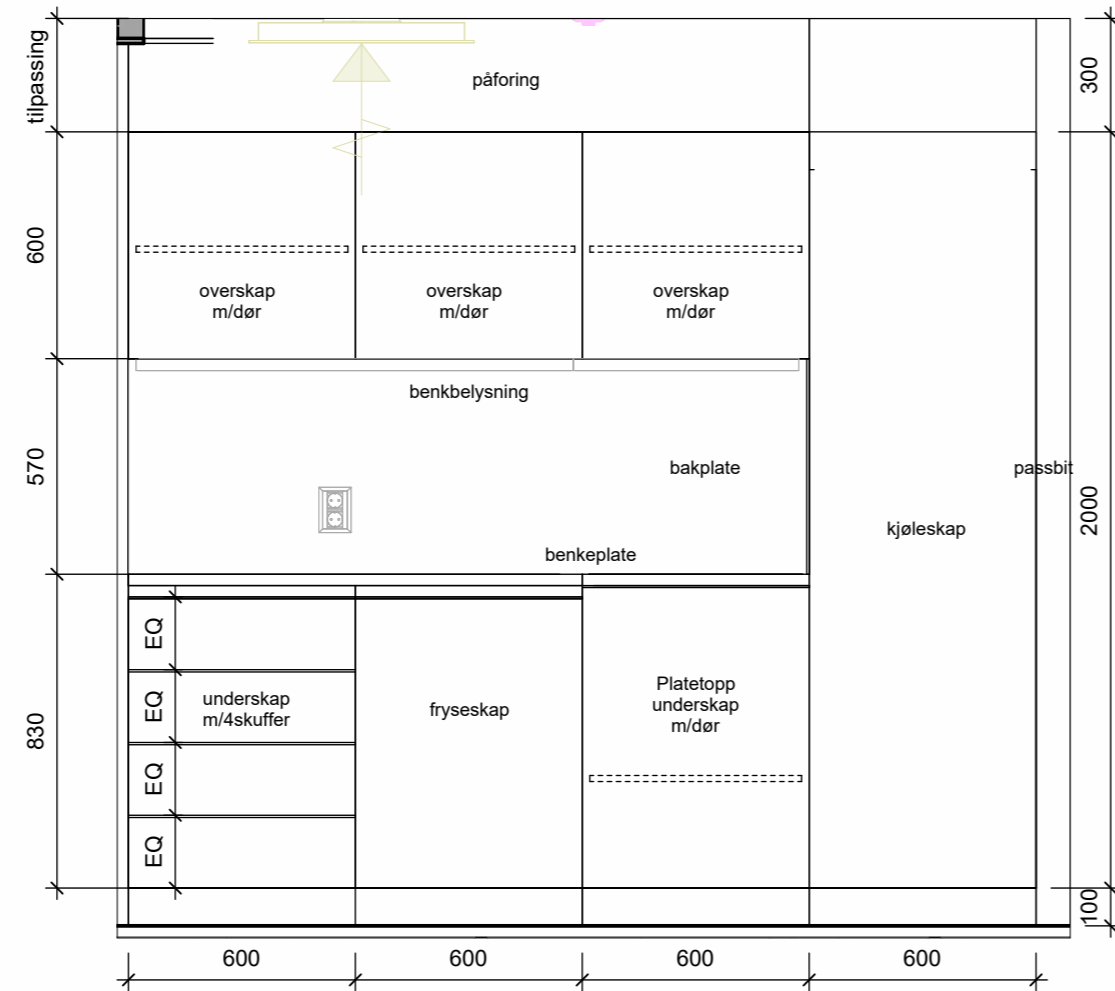 tilpassing
påforing
300
600
overskap
m/dør
overskap
m/dør
overskap
m/dør
benkbelysning
570
bakplate
passbit
2000
kjøleskap
benkeplate
EQ
EQ
EQ
EQ
830
underskap
m/4skuffer
fryseskap
Platetopp
underskap
m/dør
100
600
600
600
600